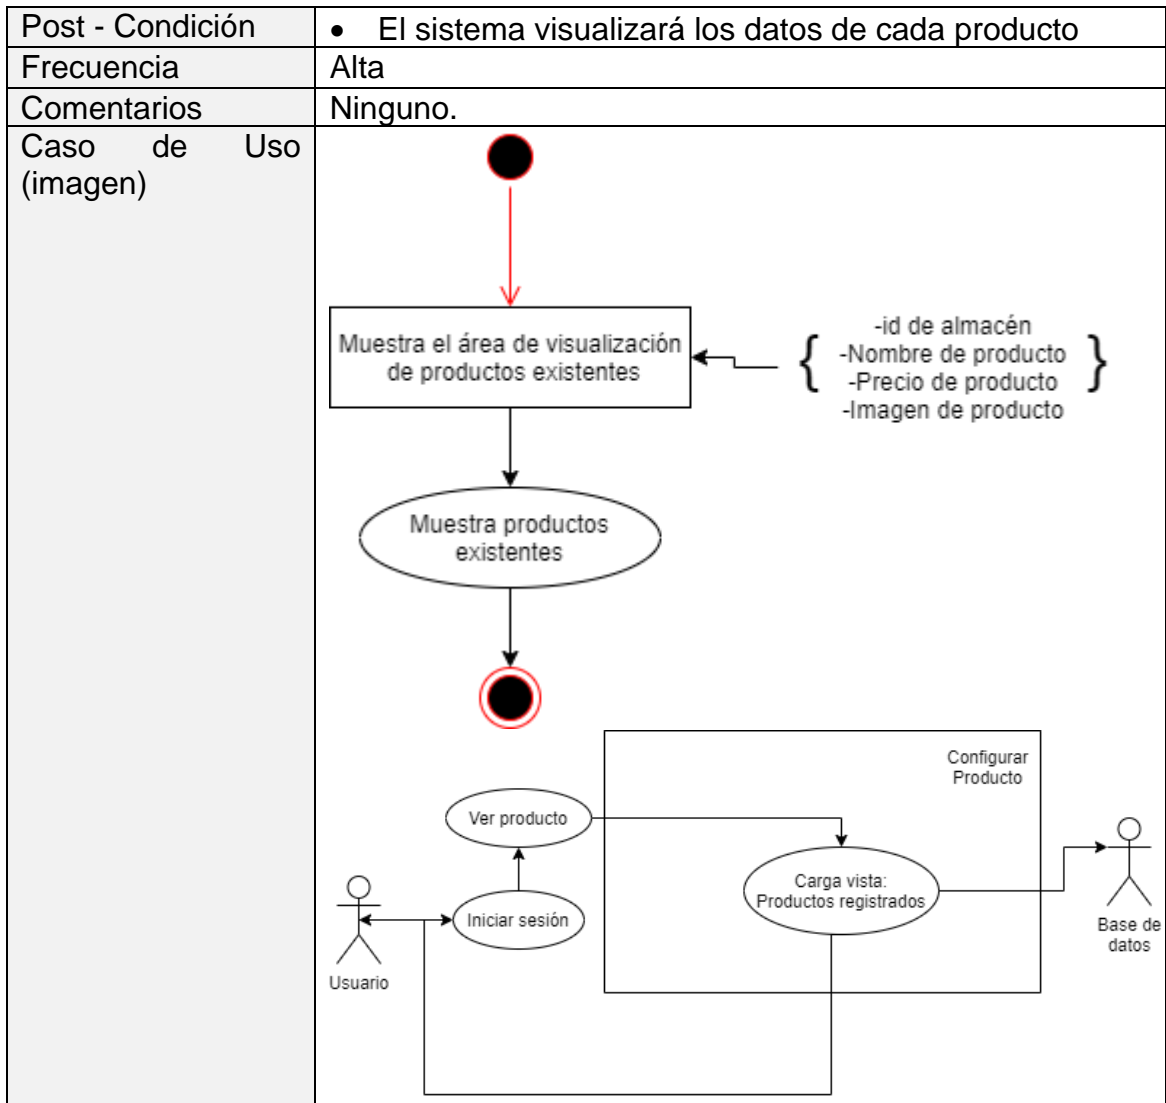 Post - Condición
• El sistema visualizará los datos de cada producto
Frecuencia
Alta
Comentarios
Ninguno.
Caso de Uso
(imagen)
Muestra el área de visualización
de productos existentes
-id de almacén
-Nombre de producto
-Precio de producto
-Imagen de producto
{
}
Muestra productos
existentes
Configurar
Producto
Ver producto
Carga vista:
Productos registrados
Iniciar sesión
Usuario
Base de
datos